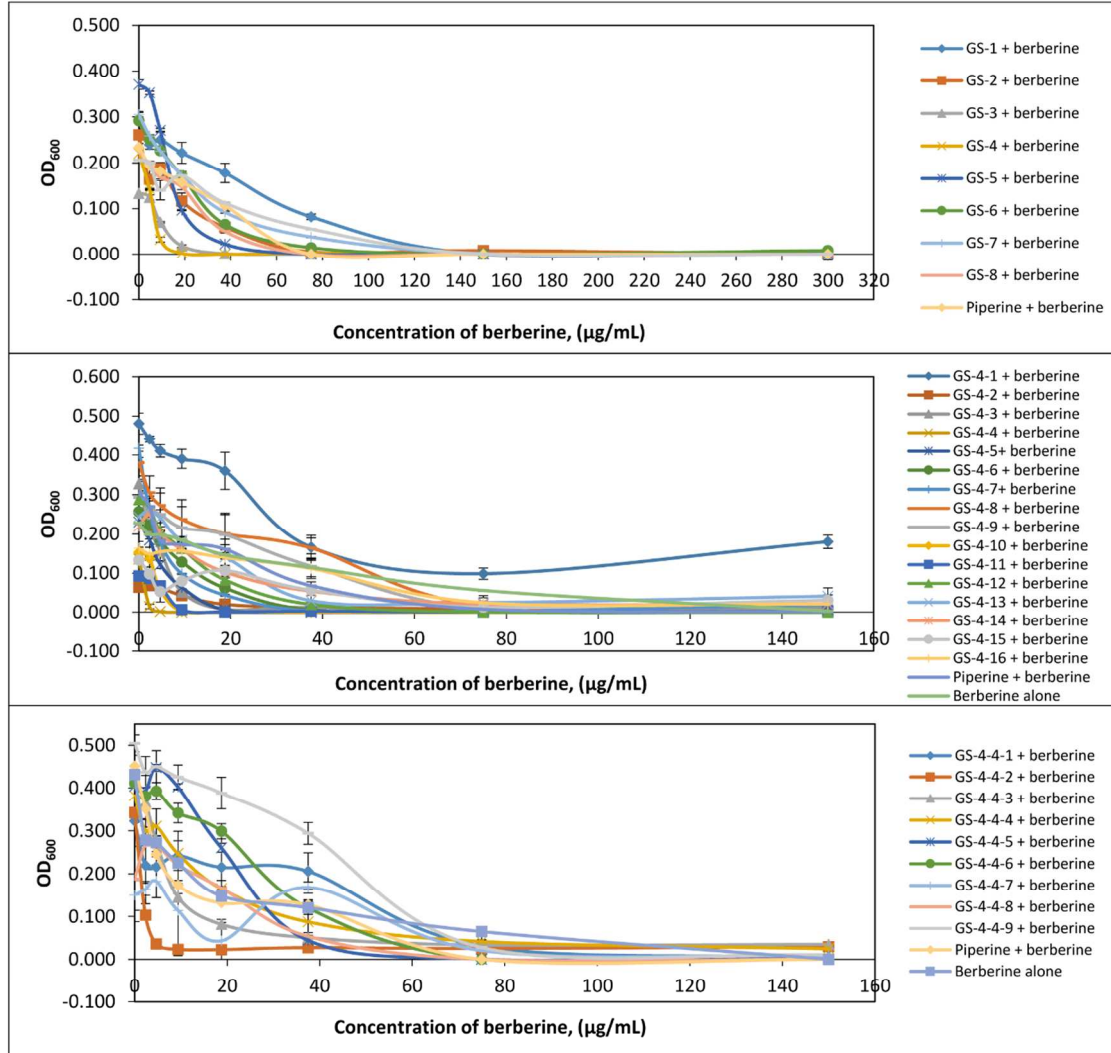 0.500
0.400
0.300
0.200
0.100
0.000
-0.100
OD600
0 20 40 60 80 100 120 140 160 180 200 220 240 260 280 300 320
Concentration of berberine, (µg/mL)
GS-1 + berberine
GS-2 + berberine
GS-3 + berberine
GS-4 + berberine
GS-5 + berberine
GS-6 + berberine
GS-7 + berberine
GS-8 + berberine
Piperine + berberine
0.600
0.500
0.400
0.300
0.200
0.100
0.000
-0.100
OD600
0 20 40 60 80 100 120 140 160
Concentration of berberine, (µg/mL)
GS-4-1 + berberine
GS-4-2 + berberine
GS-4-3 + berberine
GS-4-4 + berberine
GS-4-5+ berberine
GS-4-6 + berberine
GS-4-7+ berberine
GS-4-8 + berberine
GS-4-9 + berberine
GS-4-10 + berberine
GS-4-11 + berberine
GS-4-12 + berberine
GS-4-13 + berberine
GS-4-14 + berberine
GS-4-15 + berberine
GS-4-16 + berberine
Piperine + berberine
Berberine alone
0.500
0.400
0.300
0.200
0.100
0.000
-0.100
OD600
0 20 40 60 80 100 120 140 160
Concentration of berberine, (µg/mL)
GS-4-4-1 + berberine
GS-4-4-2 + berberine
GS-4-4-3 + berberine
GS-4-4-4 + berberine
GS-4-4-5 + berberine
GS-4-4-6 + berberine
GS-4-4-7 + berberine
GS-4-4-8 + berberine
GS-4-4-9 + berberine
Piperine + berberine
Berberine alone